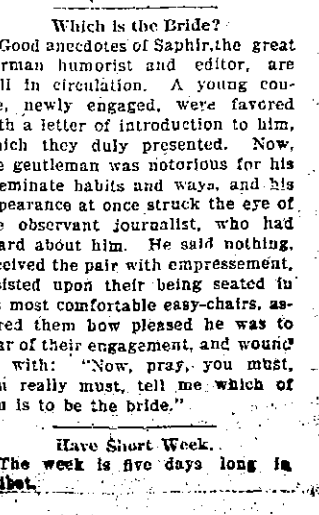 Which is the Bride?
Good anecdotes of Saphir, the great
rman humorist and editor, are
ll in circulation. A young cou-
e, newly engaged, were favored
th a letter of introduction to him,
hich they duly presented. Now,
e gentleman was notorious for his
eminate habits and ways, and his
pearance at once struck the eye of
e observant journalist, who had
ard about him. He said nothing,
ceived the pair with empressement,
sisted upon their being seated in
s most comfortable easy-chairs, as-
red them how pleased he was to
ar of their engagement, and wound
with: "Now, pray, you must,
u really must, tell me which of
u is to be the bride."
Have Short Week.
The week is five days long in
ibet.